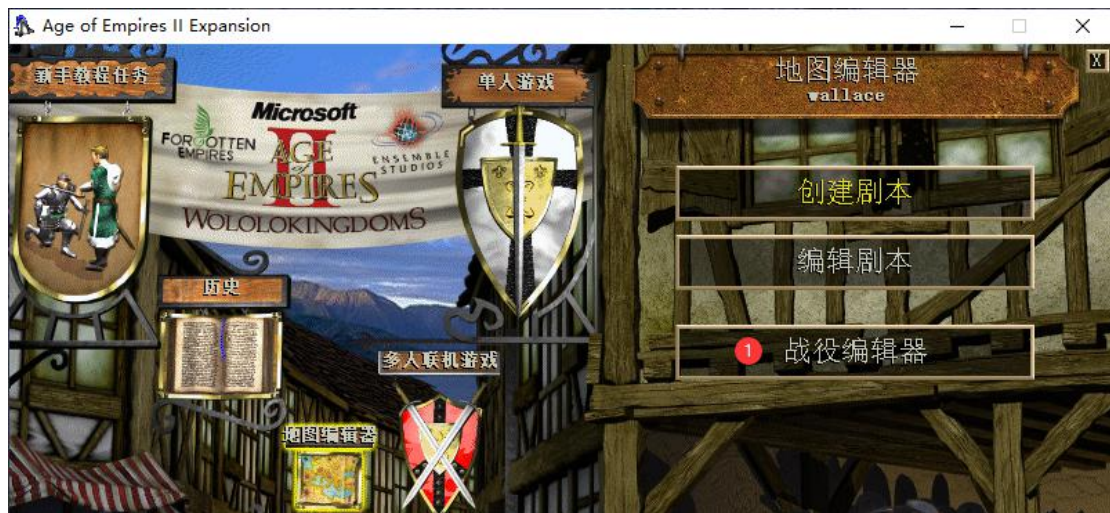 Age of Empires II Expansion
新手教程任务
单人游戏
地图编辑器
wallace
X
Microsoft
FORGOTTEN
EMPIRES
AGE
of
EMPIRES
II
ENSEMBLE
STUDIOS
WOLOLOKINGDOMS
创建剧本
编辑剧本
历史
多人联机游戏
1 战役编辑器
地图编辑器